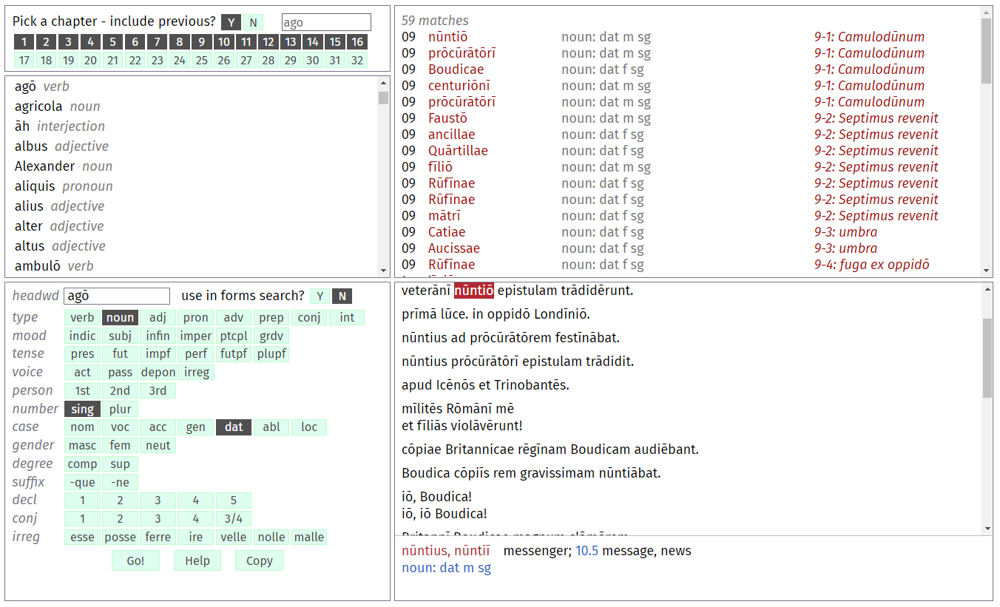 Pick a chapter - include previous? Y N ago
1 2 3 4 5 6 7 8 9 10 11 12 13 14 15 16
17 18 19 20 21 22 23 24 25 26 27 28 29 30 31 32
agō verb
agricola noun
āh interjection
albus adjective
Alexander noun
aliquis pronoun
alius adjective
alter adjective
altus adjective
ambulō verb
headwd agō use in forms search? Y N
type verb noun adj pron adv prep conj int
mood indic subj infin imper ptcpl grdv
tense pres fut impf perf futpf plupf
voice act pass depon irreg
person 1st 2nd 3rd
number sing plur
case nom voc acc gen dat abl loc
gender masc fem neut
degree comp sup
suffix -que -ne
decl 1 2 3 4 5
conj 1 2 3 4 3/4
irreg esse posse ferre ire velle nolle malle
Go! Help Copy
59 matches
09 nūntiō noun: dat m sg 9-1: Camulodūnum
09 prōcūrātōrī noun: dat m sg 9-1: Camulodūnum
09 Boudicae noun: dat f sg 9-1: Camulodūnum
09 centuriōnī noun: dat m sg 9-1: Camulodūnum
09 prōcūrātōrī noun: dat m sg 9-1: Camulodūnum
09 Faustō noun: dat m sg 9-2: Septimus revenit
09 ancillae noun: dat f sg 9-2: Septimus revenit
09 Quārtillae noun: dat f sg 9-2: Septimus revenit
09 fīliō noun: dat m sg 9-2: Septimus revenit
09 Rūfīnae noun: dat f sg 9-2: Septimus revenit
09 Rūfīnae noun: dat f sg 9-2: Septimus revenit
09 mātrī noun: dat f sg 9-2: Septimus revenit
09 Catiae noun: dat f sg 9-3: umbra
09 Aucissae noun: dat f sg 9-3: umbra
09 Rūfīnae noun: dat f sg 9-4: fuga ex oppidō
veterānī nūntiō epistulam trādidērunt.
prīmā lūce. in oppidō Londīniō.
nūntius ad prōcūrātōrem festīnābat.
nūntius prōcūrātōrī epistulam trādidit.
apud Icēnōs et Trinobantēs.
mīlitēs Rōmānī mē
et fīliās violāvērunt!
cōpiae Britannicae rēgīnam Boudicam audiēbant.
Boudica cōpiīs rem gravissimam nūntiābat.
iō, Boudica!
iō, iō Boudica!
nūntius, nūntiī messenger; 10.5 message, news
noun: dat m sg